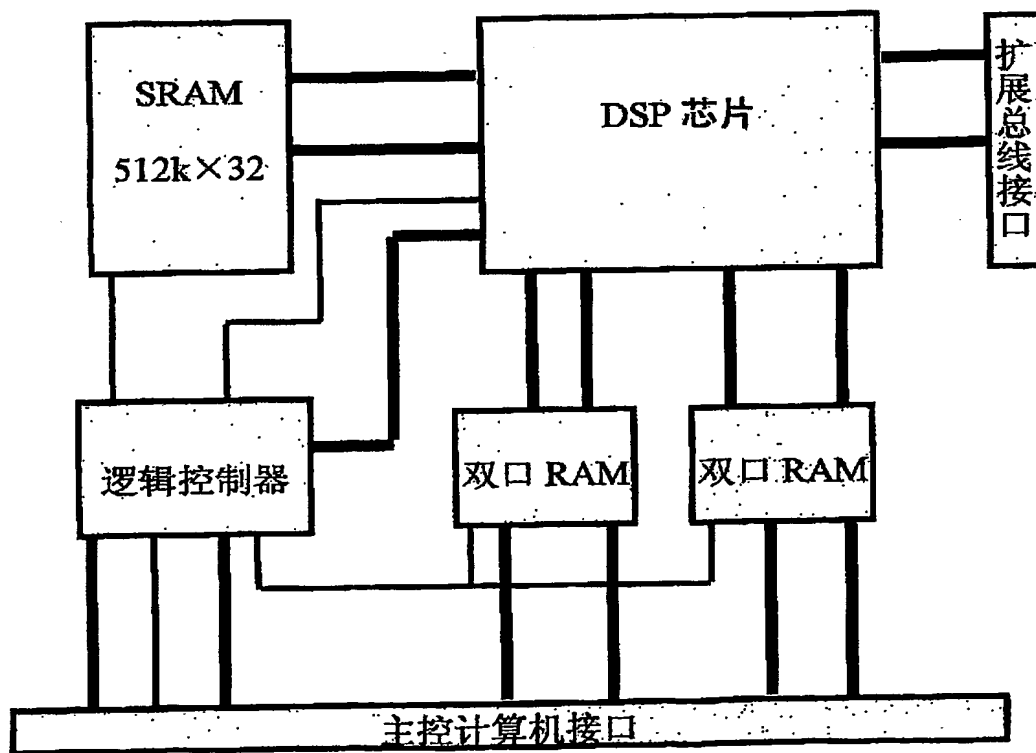 SRAM
512k×32
DSP 芯片
扩展总线接口
逻辑控制器
双口 RAM
双口 RAM
主控计算机接口